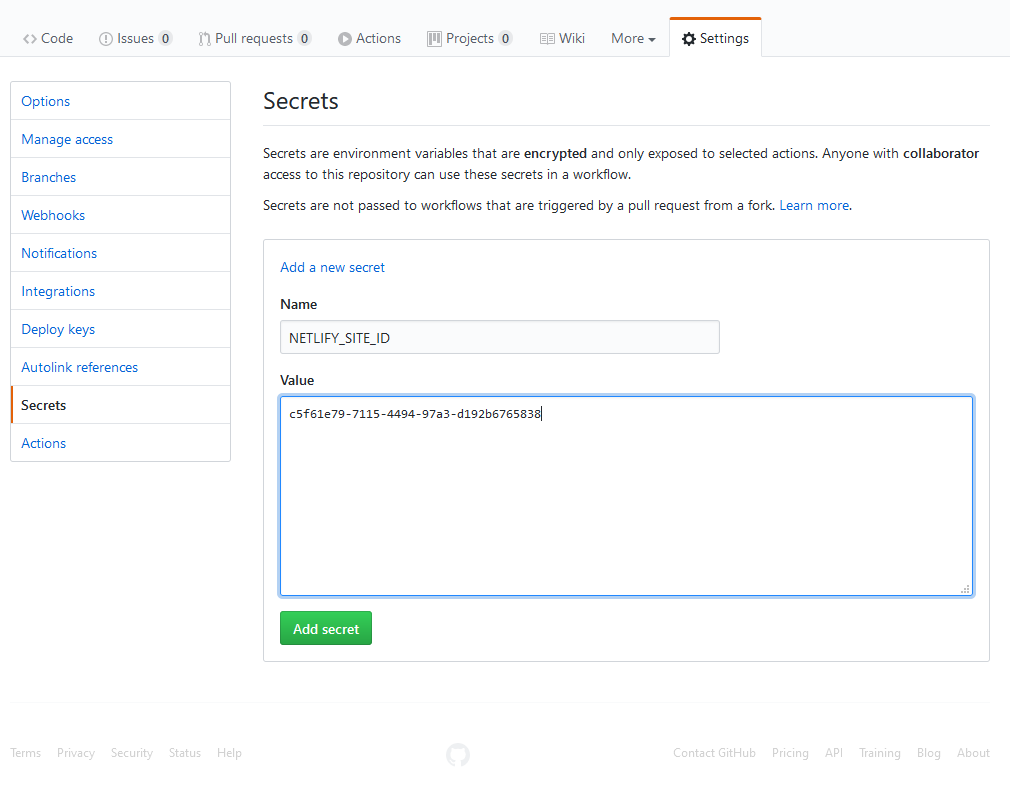 Code Issues 0 Pull requests 0 Actions Projects 0 Wiki More Settings
Options
Manage access
Branches
Webhooks
Notifications
Integrations
Deploy keys
Autolink references
Secrets
Actions
Secrets
Secrets are environment variables that are encrypted and only exposed to selected actions. Anyone with collaborator
access to this repository can use these secrets in a workflow.
Secrets are not passed to workflows that are triggered by a pull request from a fork. Learn more.
Add a new secret
Name
NETLIFY_SITE_ID
Value
c5f61e79-7115-4494-97a3-d192b6765838
Add secret
Terms Privacy Security Status Help Contact GitHub Pricing API Training Blog About